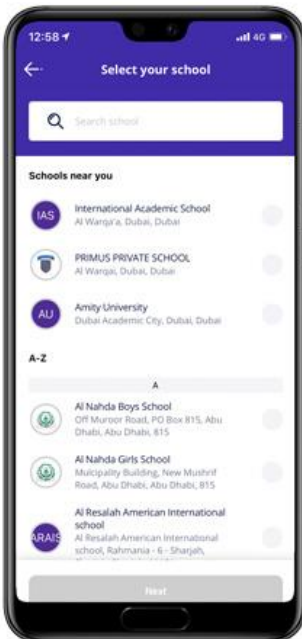 12:58
4G
Select your school
Search school
Schools near you
IAS
International Academic School
Al Warqa'a, Dubai, Dubai
PRIMUS PRIVATE SCHOOL
Al Warqai, Dubai, Dubai
AU
Amity University
Dubai Academic City, Dubai, Dubai
A-Z
A
Al Nahda Boys School
Off Muroor Road, PO Box 815, Abu
Dhabi, Abu Dhabi, 815
Al Nahda Girls School
Mulcipality Building, New Mushrif
Road, Abu Dhabi, Abu Dhabi, 815
Al Resalah American International
school
ARAIS
Al Resalah American International
school, Rahmania - 6 - Sharjah,
Next